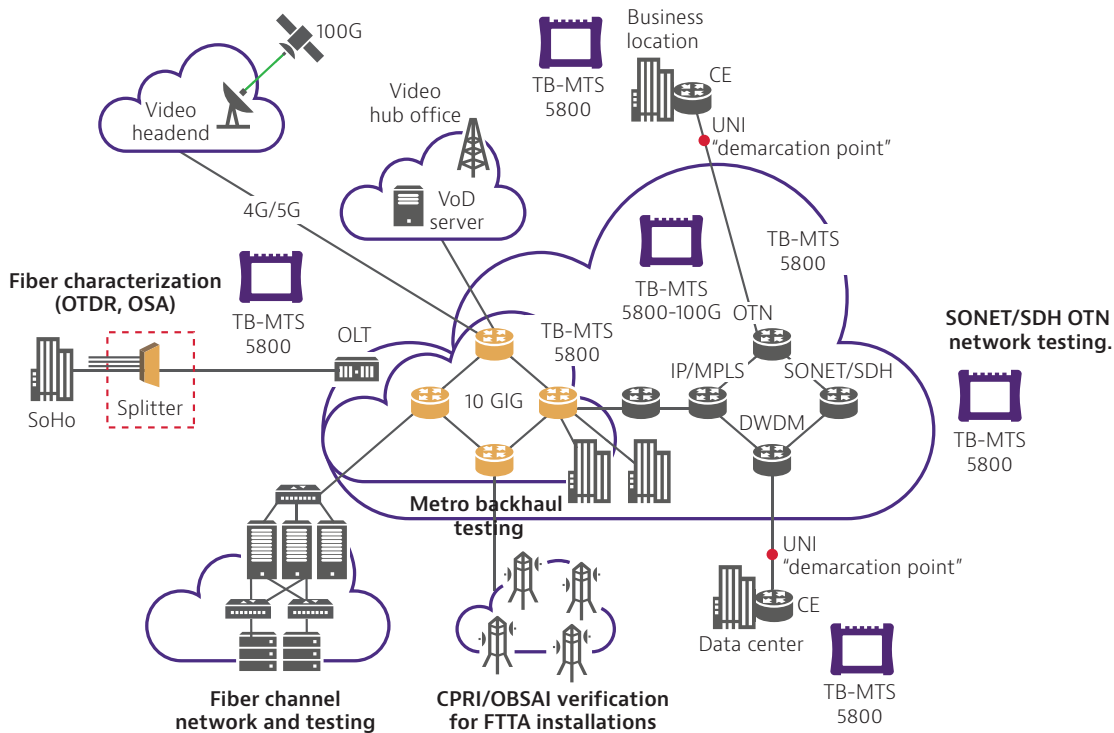 100G
Video
headend
Video
hub office
VoD
server
4G/5G
TB-MTS
5800
Business
location
CE
UNI
“demarcation point”
TB-MTS
5800-100G
TB-MTS
5800
OTN
Fiber characterization
(OTDR, OSA)
TB-MTS
5800
OLT
SoHo
Splitter
TB-MTS
5800
10 GIG
IP/MPLS
SONET/SDH
DWDM
SONET/SDH OTN
network testing.
TB-MTS
5800
Metro backhaul
testing
UNI
“demarcation point”
CE
Data center
TB-MTS
5800
Fiber channel
network and testing
CPRI/OBSAI verification
for FTTA installations